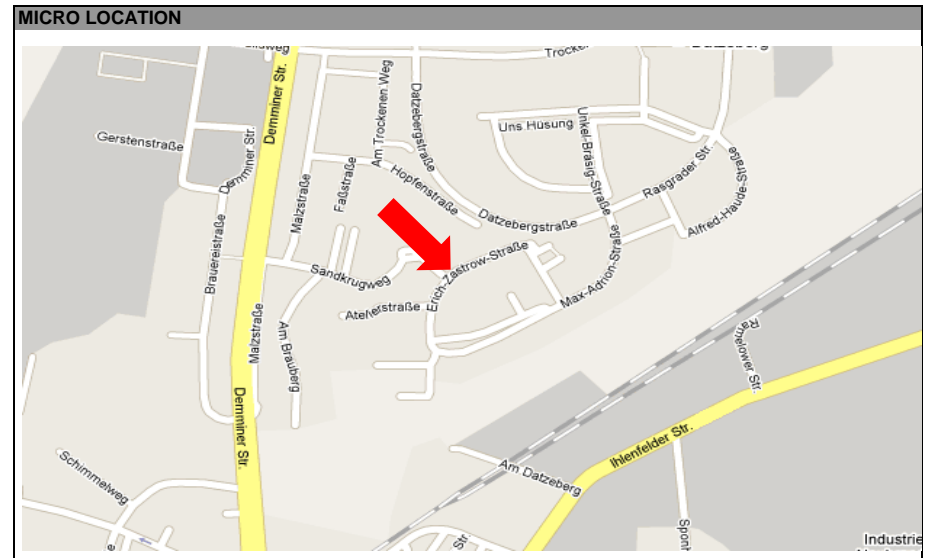 MICRO LOCATION
Demminer Str.
Am Trockenen Weg
Datzebergstraße
Uns Hüsung
Unkel-Bräsig-Straße
Gerstenstraße
Demminer Str.
Rasgrader Str.
Alfred-Haude-Straße
Malzstraße
Faßstraße
Hopfenstraße
Datzebergstraße
Brauereistraße
Sandkrugweg
Erich-Zastrow-Straße
Max-Adrion-Straße
Atelierstraße
Malzstraße
Am Brauberg
Ramelower Str.
Demminer Str.
Ihlenfelder Str.
Schimmelweg
Am Datzeberg
Str.
Industrie